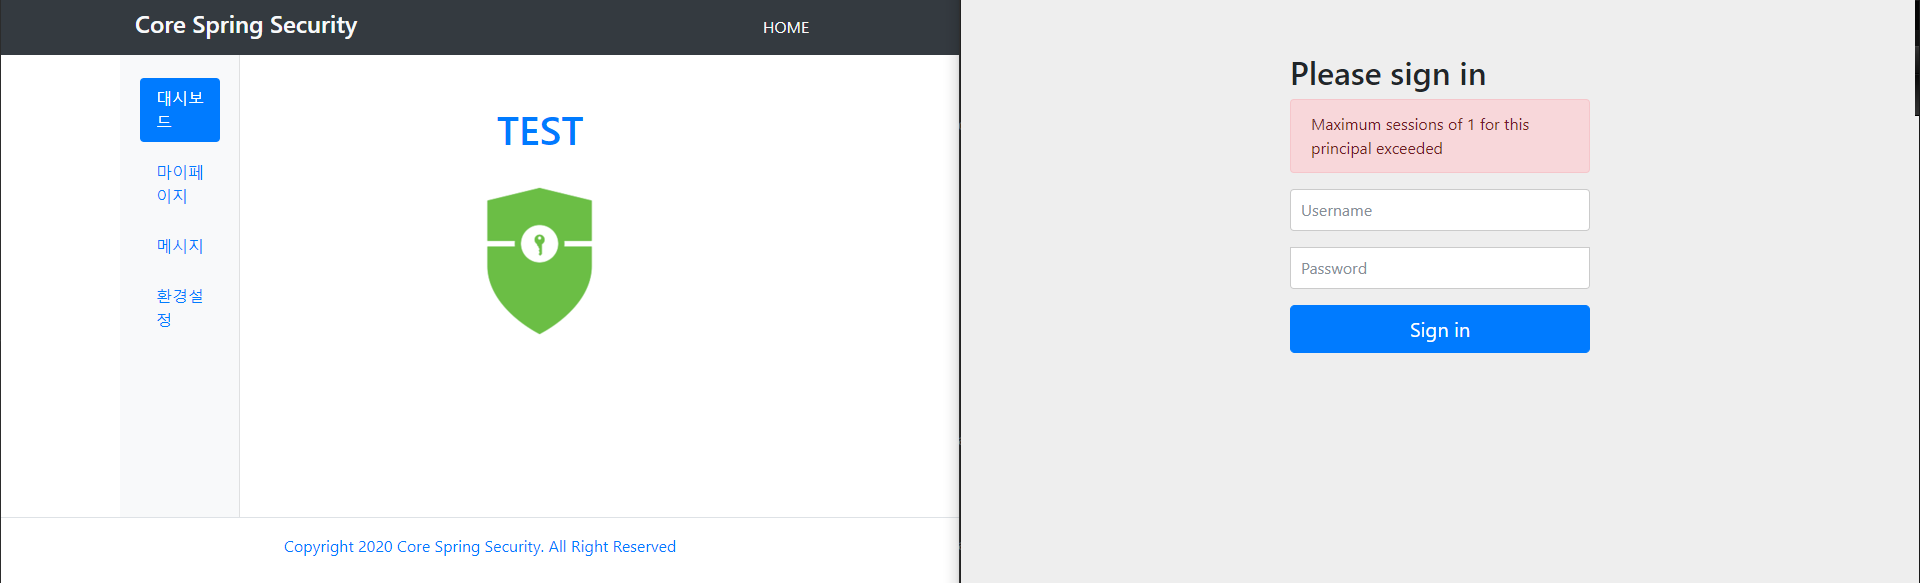 Core Spring Security
HOME
대시보
드
마이페
이지
메시지
환경설
정
TEST
Copyright 2020 Core Spring Security. All Right Reserved
Please sign in
Maximum sessions of 1 for this
principal exceeded
Username
Password
Sign in